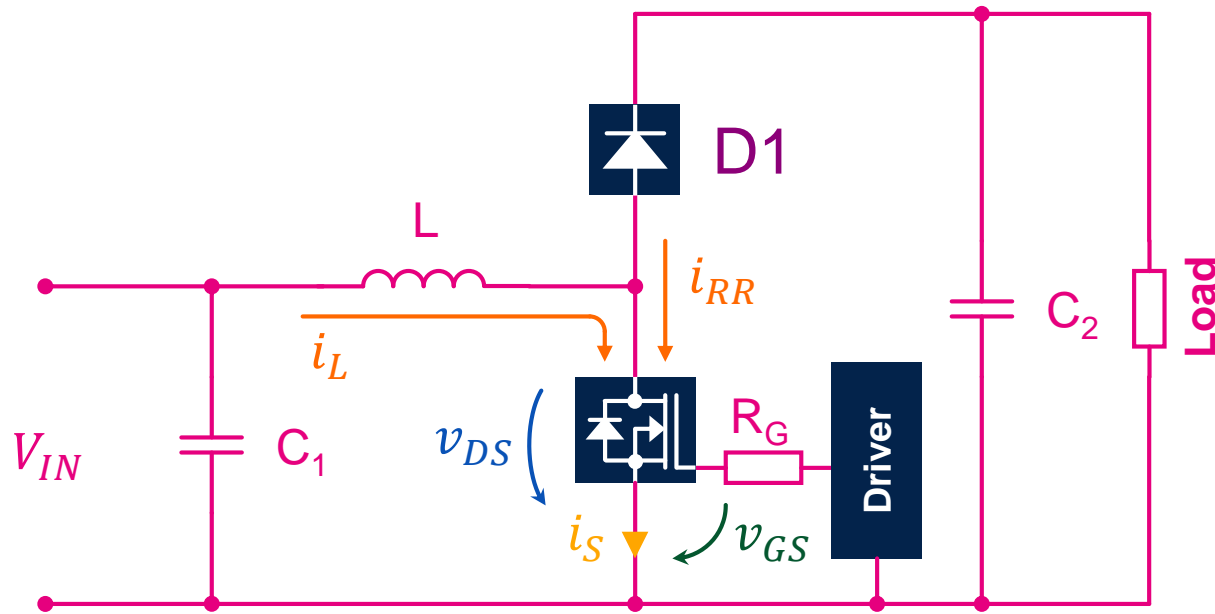 D1
L
i_RR
i_L
C_2
Load
V_IN
C_1
v_DS
R_G
Driver
i_S
v_GS